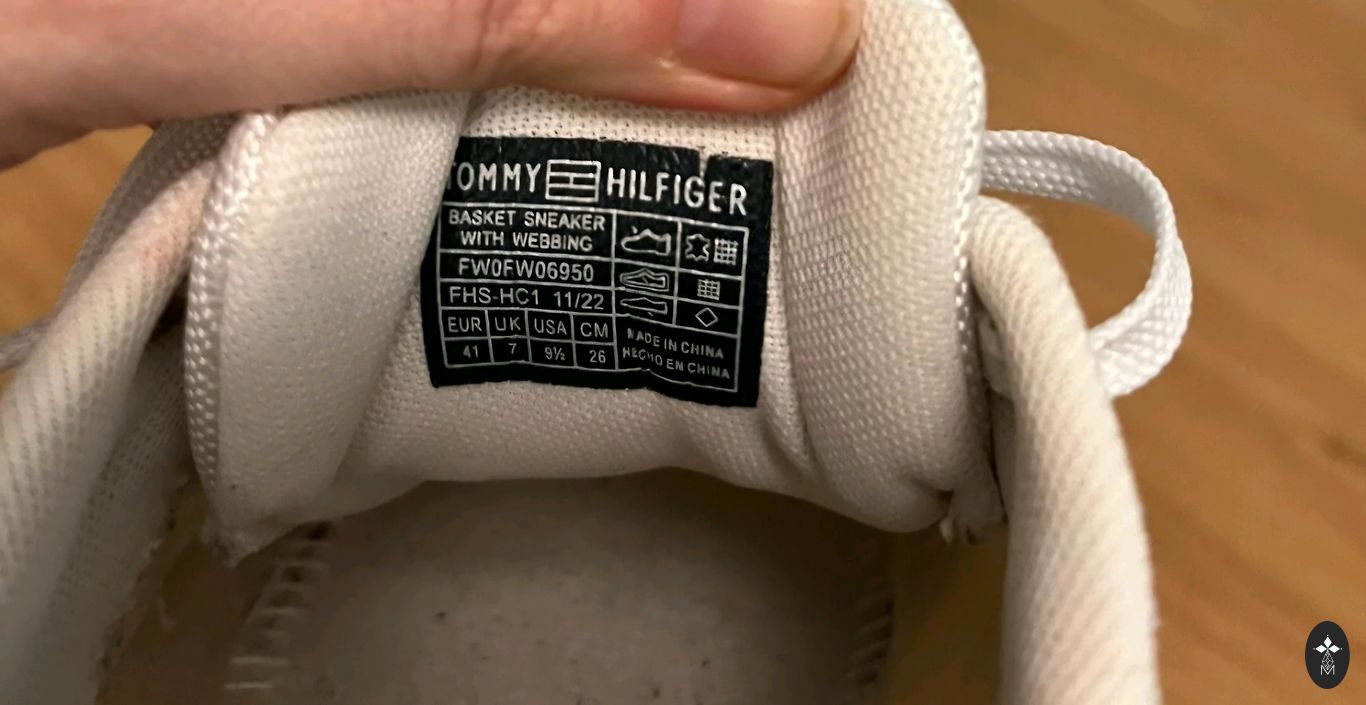 TOMMY HILFIGER
BASKET SNEAKER
WITH WEBBING
FW0FW06950
FHS-HC1 11/22
EUR UK USA CM
41 7 9½ 26
MADE IN CHINA
HECHO EN CHINA
M